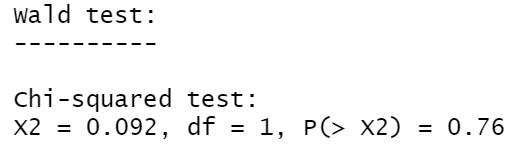 Wald test:
----------
Chi-squared test:
X2 = 0.092, df = 1, P(> X2) = 0.76